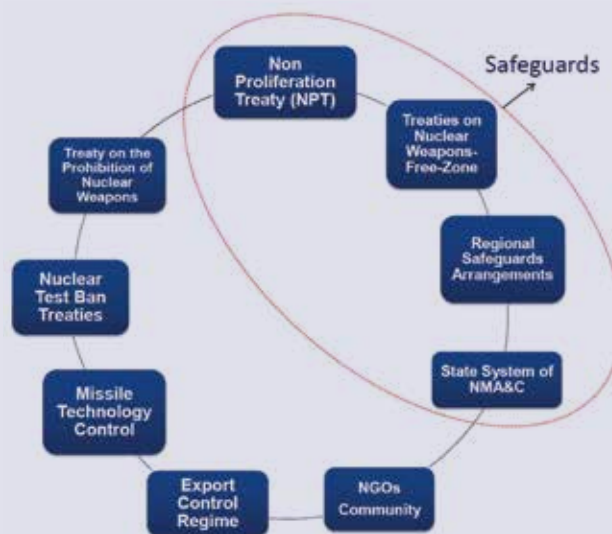 Non
Proliferation
Treaty (NPT)
Safeguards
Treaties on
Nuclear
Weapons-
Free-Zone
Regional
Safeguards
Arrangements
State System of
NMA&C
NGOs
Community
Export
Control
Regime
Missile
Technology
Control
Nuclear
Test Ban
Treaties
Treaty on the
Prohibition of
Nuclear
Weapons